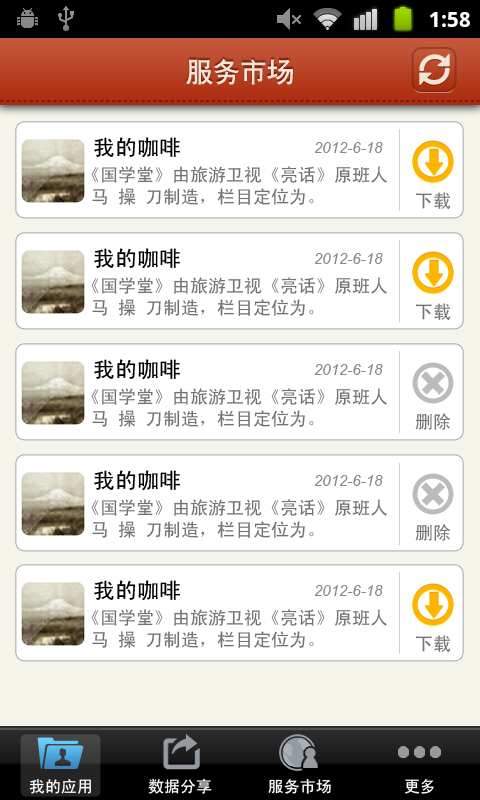 1:58
服务市场
我的咖啡 2012-6-18
《国学堂》由旅游卫视《亮话》原班人
马 操 刀制造，栏目定位为。
下载
我的咖啡 2012-6-18
《国学堂》由旅游卫视《亮话》原班人
马 操 刀制造，栏目定位为。
下载
我的咖啡 2012-6-18
《国学堂》由旅游卫视《亮话》原班人
马 操 刀制造，栏目定位为。
删除
我的咖啡 2012-6-18
《国学堂》由旅游卫视《亮话》原班人
马 操 刀制造，栏目定位为。
删除
我的咖啡 2012-6-18
《国学堂》由旅游卫视《亮话》原班人
马 操 刀制造，栏目定位为。
下载
我的应用 数据分享 服务市场 更多